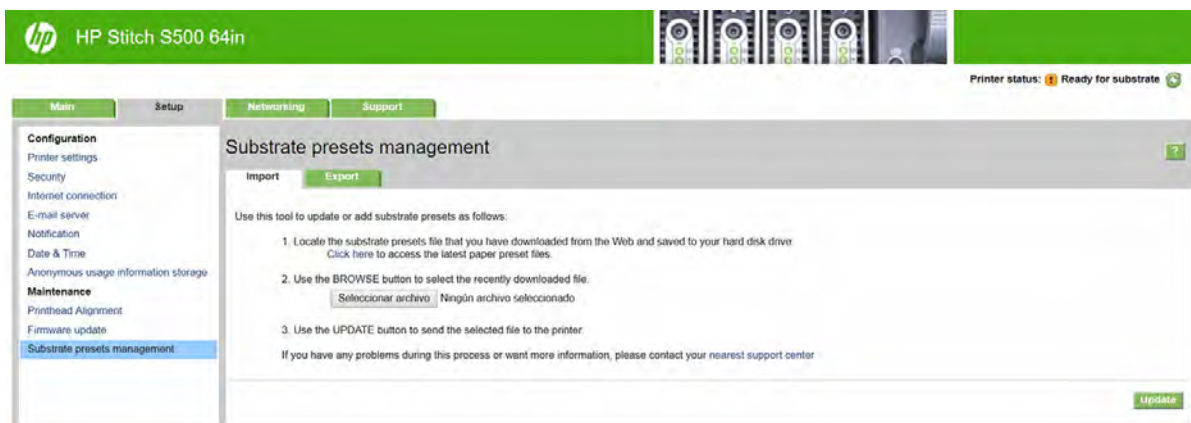 hp
HP Stitch S500 64in
Printer status: Ready for substrate
Main Setup Networking Support
Configuration
Printer settings
Security
Internet connection
E-mail server
Notification
Date & Time
Anonymous usage information storage
Maintenance
Printhead Alignment
Firmware update
Substrate presets management
Substrate presets management
?
Import Export
Use this tool to update or add substrate presets as follows:
1. Locate the substrate presets file that you have downloaded from the Web and saved to your hard disk drive.
Click here to access the latest paper preset files.
2. Use the BROWSE button to select the recently downloaded file.
Seleccionar archivo Ningún archivo seleccionado
3. Use the UPDATE button to send the selected file to the printer.
If you have any problems during this process or want more information, please contact your nearest support center
Update